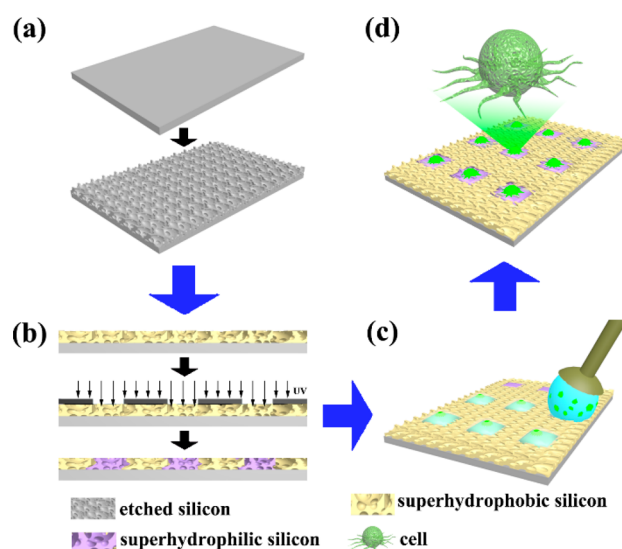 (a)
(d)
(b)
(c)
UV
etched silicon
superhydrophobic silicon
superhydrophilic silicon
cell